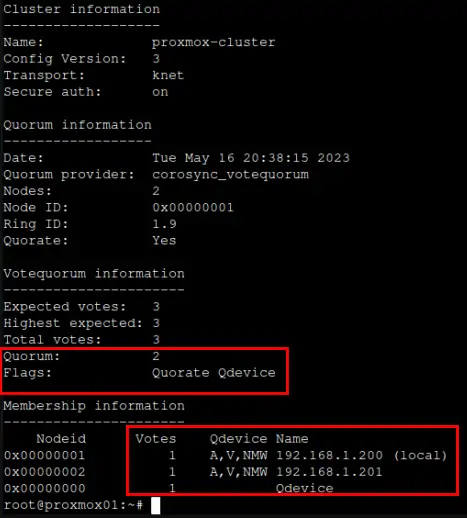 Cluster information
-------------------
Name:             proxmox-cluster
Config Version:   3
Transport:        knet
Secure auth:      on
Quorum information
------------------
Date:             Tue May 16 20:38:15 2023
Quorum provider:  corosync_votequorum
Nodes:            2
Node ID:          0x00000001
Ring ID:          1.9
Quorate:          Yes
Votequorum information
----------------------
Expected votes:   3
Highest expected: 3
Total votes:      3
Quorum:           2
Flags:            Quorate Qdevice
Membership information
----------------------
    Nodeid      Votes    Qdevice Name
0x00000001          1    A,V,NMW 192.168.1.200 (local)
0x00000002          1    A,V,NMW 192.168.1.201
0x00000000          1            Qdevice
root@proxmox01:~#